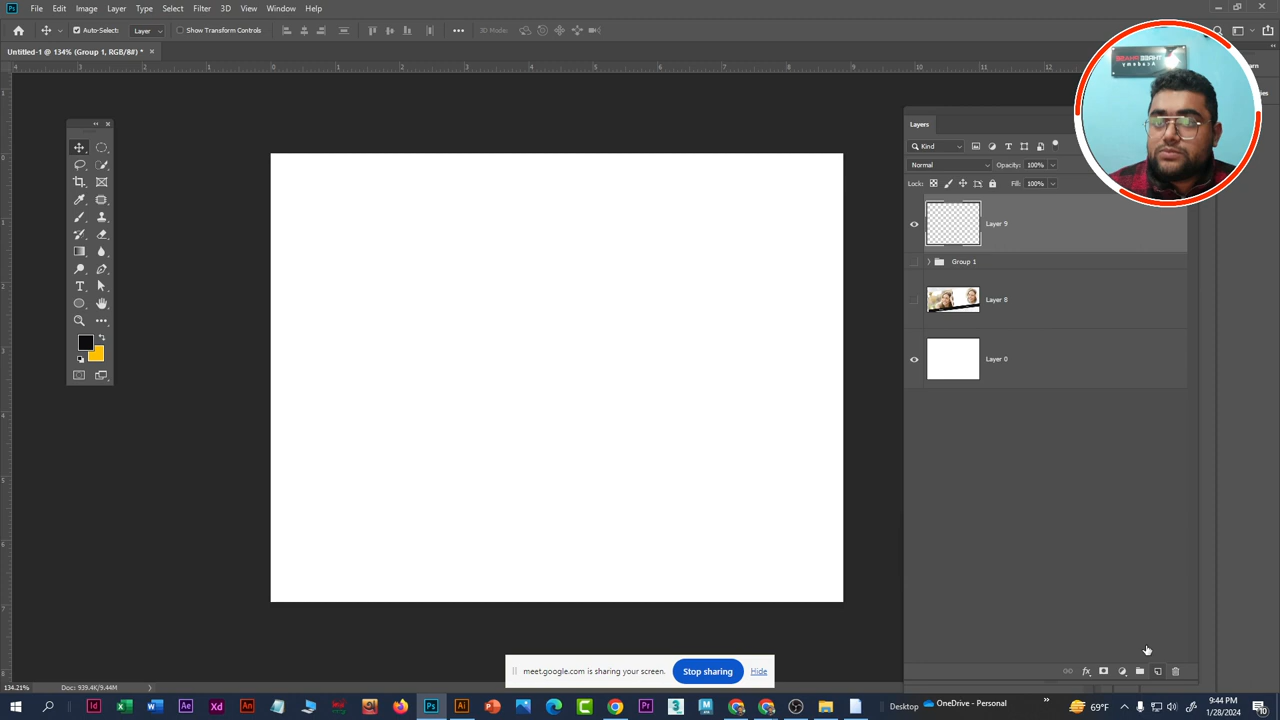 File Edit Image Layer Type Select Filter 3D View Window Help
Auto-Select: Layer Show Transform Controls 3D Mode:
Untitled-1 @ 134% (Group 1, RGB/8#) *
Layers
Kind
Normal Opacity: 100%
Lock: Fill: 100%
Layer 9
Group 1
Layer 8
Layer 0
meet.google.com is sharing your screen. Stop sharing Hide
134.21% Doc: 939.4K/9.44M
Desktop OneDrive - Personal 69°F 9:44 PM
1/28/2024